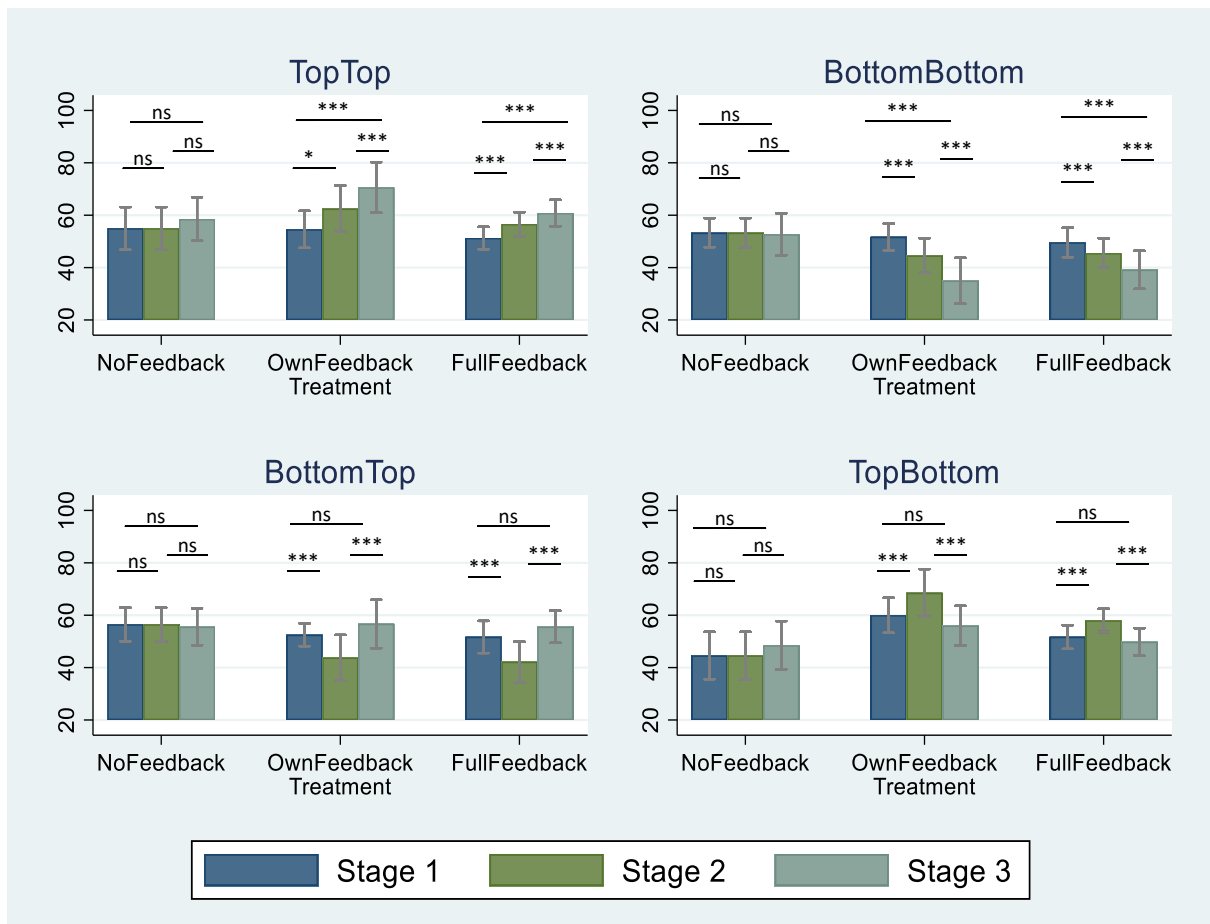 TopTop
100
80
60
40
20
ns
ns
ns
***
*
***
***
***
***
NoFeedback OwnFeedback FullFeedback
Treatment
BottomBottom
100
80
60
40
20
ns
ns
ns
***
***
***
***
***
***
NoFeedback OwnFeedback FullFeedback
Treatment
BottomTop
100
80
60
40
20
ns
ns
ns
ns
***
***
ns
***
***
NoFeedback OwnFeedback FullFeedback
Treatment
TopBottom
100
80
60
40
20
ns
ns
ns
ns
***
***
ns
***
***
NoFeedback OwnFeedback FullFeedback
Treatment
Stage 1 Stage 2 Stage 3